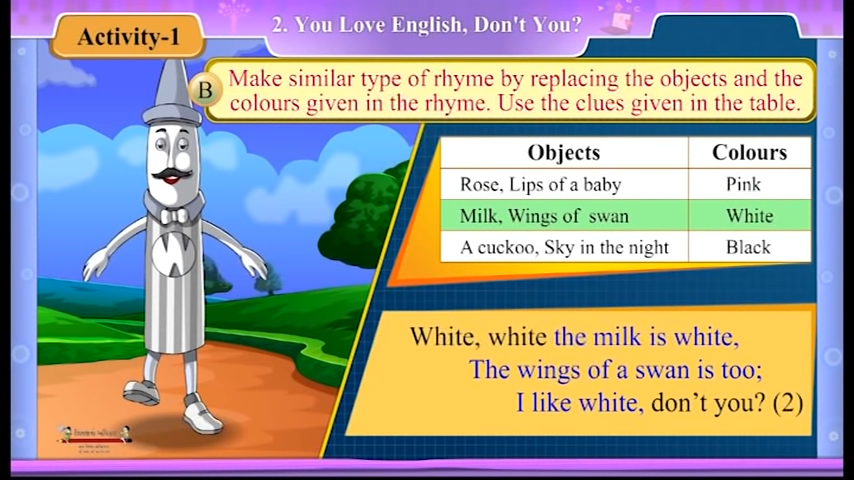 Activity-1
2. You Love English, Don't You?
B
Make similar type of rhyme by replacing the objects and the
colours given in the rhyme. Use the clues given in the table.
Objects Colours
Rose, Lips of a baby Pink
Milk, Wings of swan White
A cuckoo, Sky in the night Black
W
White, white the milk is white,
The wings of a swan is too;
I like white, don't you? (2)